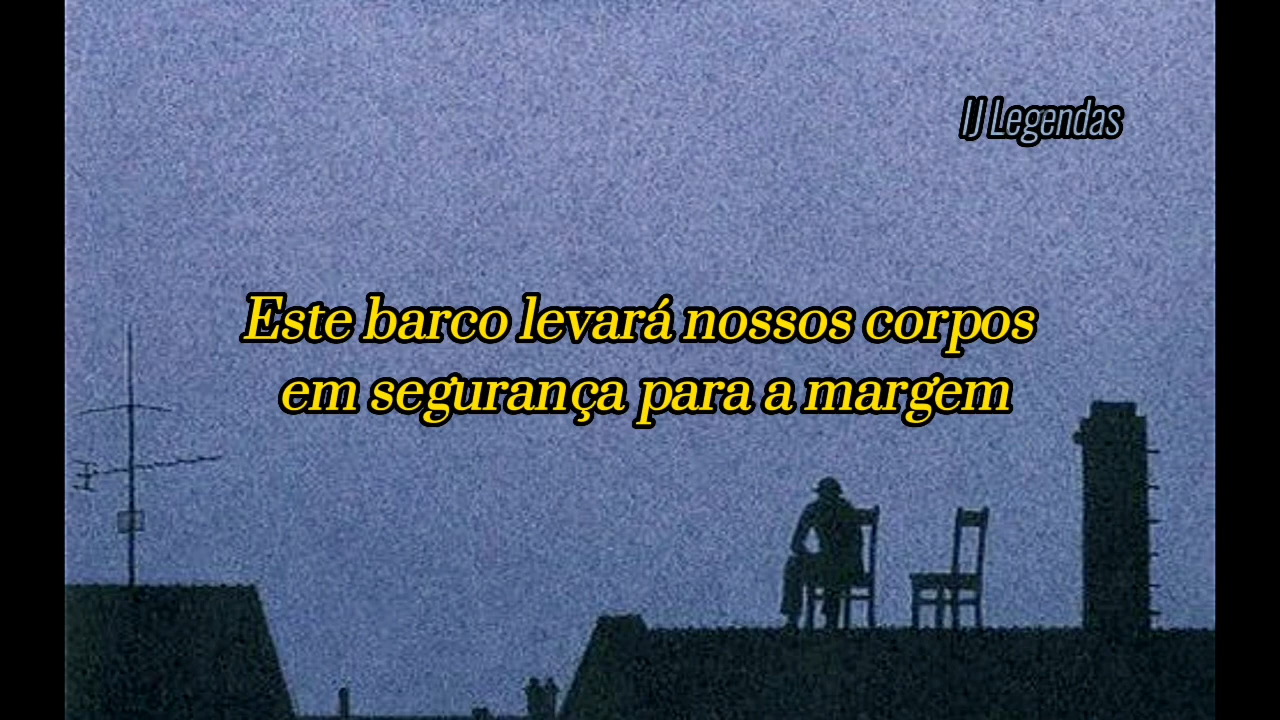 IJ Legendas
Este barco levará nossos corpos
em segurança para a margem